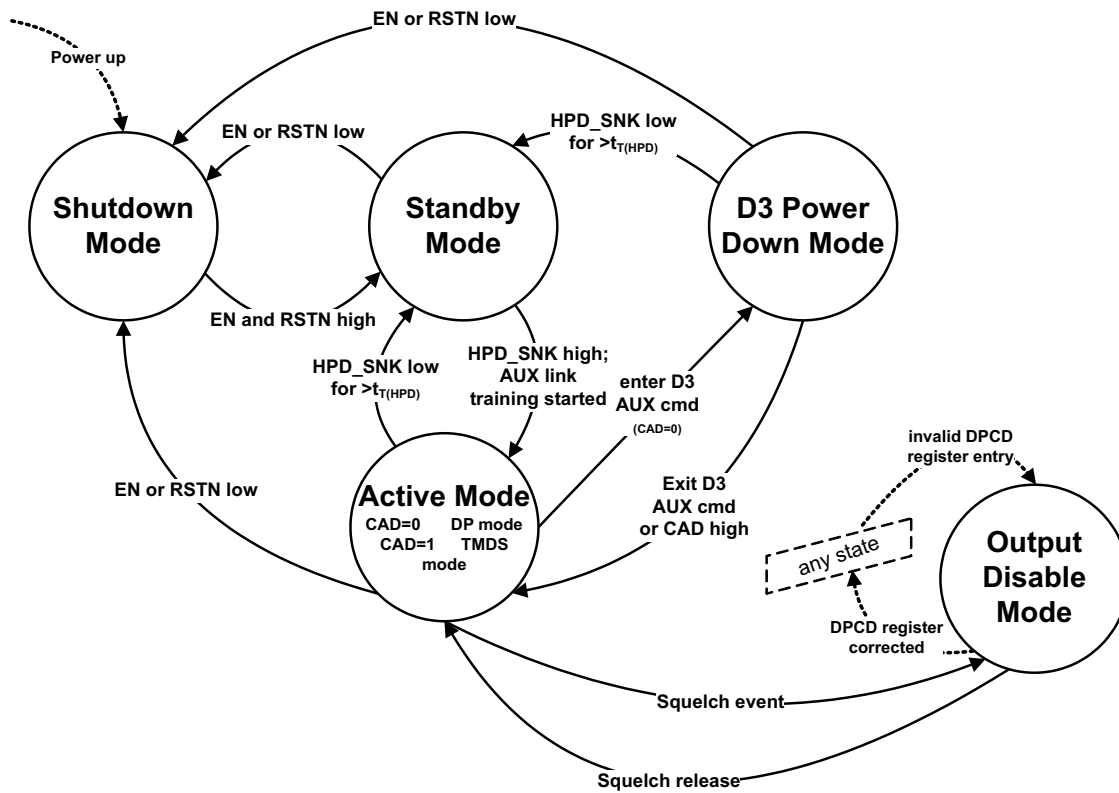 EN or RSTN low
Power up
EN or RSTN low
HPD_SNK low
for >tT(HPD)
Shutdown
Mode
Standby
Mode
D3 Power
Down Mode
EN and RSTN high
HPD_SNK low
for >tT(HPD)
HPD_SNK high;
AUX link
training started
enter D3
AUX cmd
(CAD=0)
invalid DPCD
register entry
EN or RSTN low
Active Mode
CAD=0 DP mode
CAD=1 TMDS
mode
Exit D3
AUX cmd
or CAD high
any state
Output
Disable
Mode
DPCD register
corrected
Squelch event
Squelch release